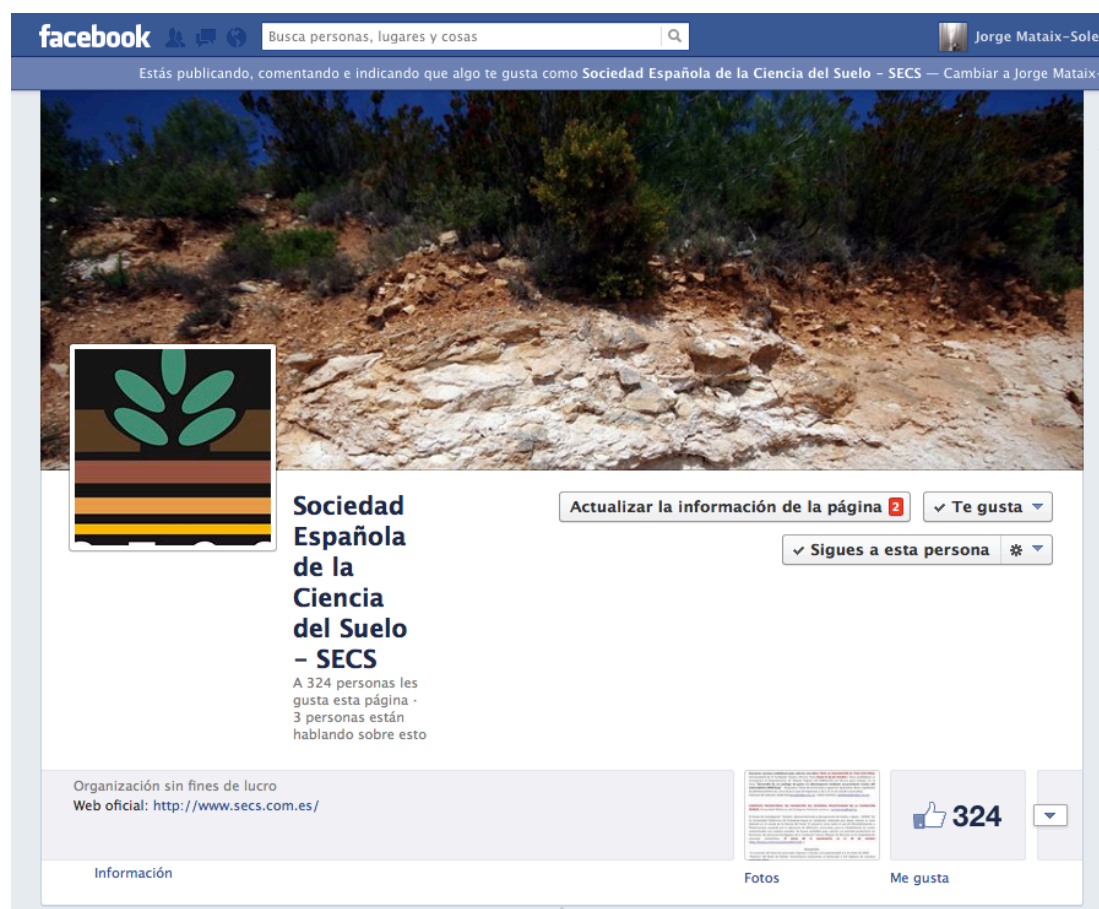 facebook
Busca personas, lugares y cosas
Jorge Mataix-Sole
Estás publicando, comentando e indicando que algo te gusta como Sociedad Española de la Ciencia del Suelo – SECS — Cambiar a Jorge Mataix-
Sociedad
Española
de la
Ciencia
del Suelo
– SECS
Actualizar la información de la página 2
Te gusta
Sigues a esta persona
A 324 personas les
gusta esta página ·
3 personas están
hablando sobre esto
Organización sin fines de lucro
Web oficial: http://www.secs.com.es/
324
Información
Fotos
Me gusta